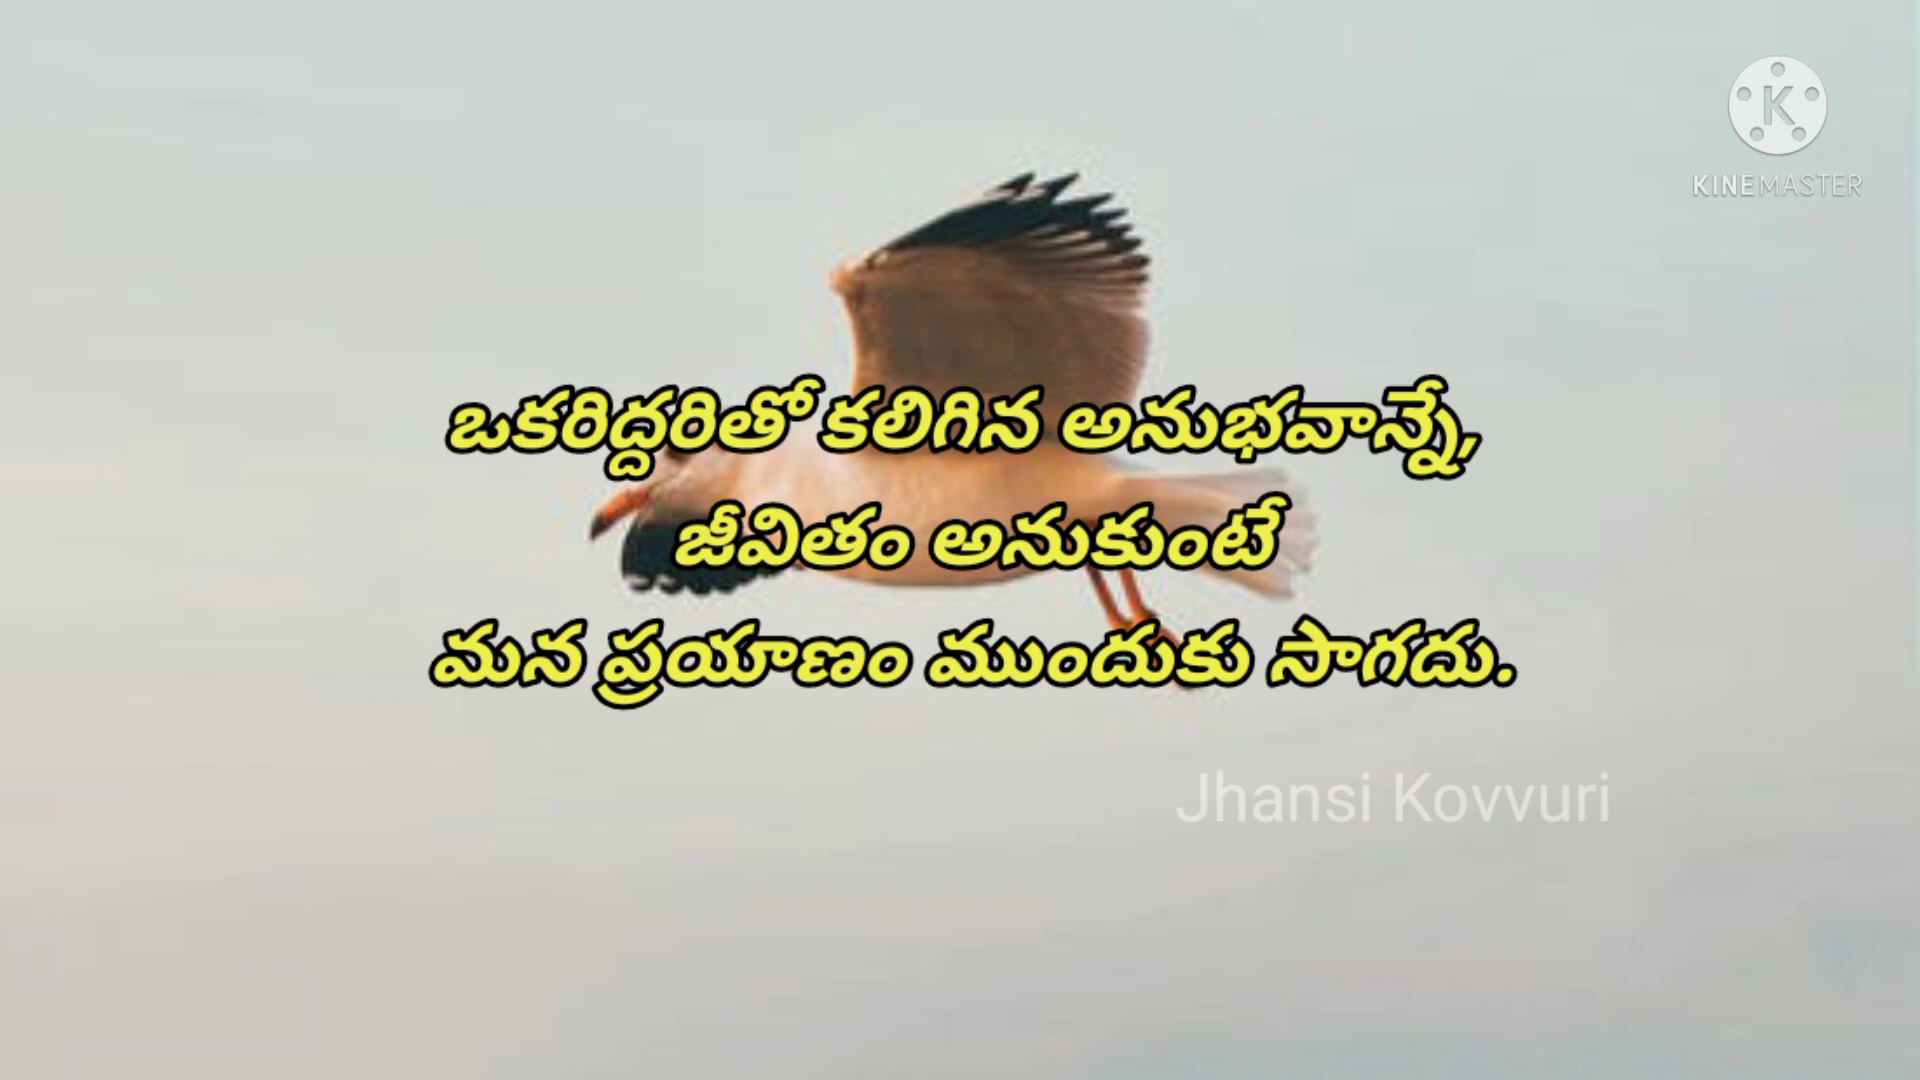 KINEMASTER
ఒకరిద్దరితో కలిగిన అనుభవాన్నే,
జీవితం అనుకుంటే
మన ప్రయాణం ముందుకు సాగదు.
Jhansi Kovvuri